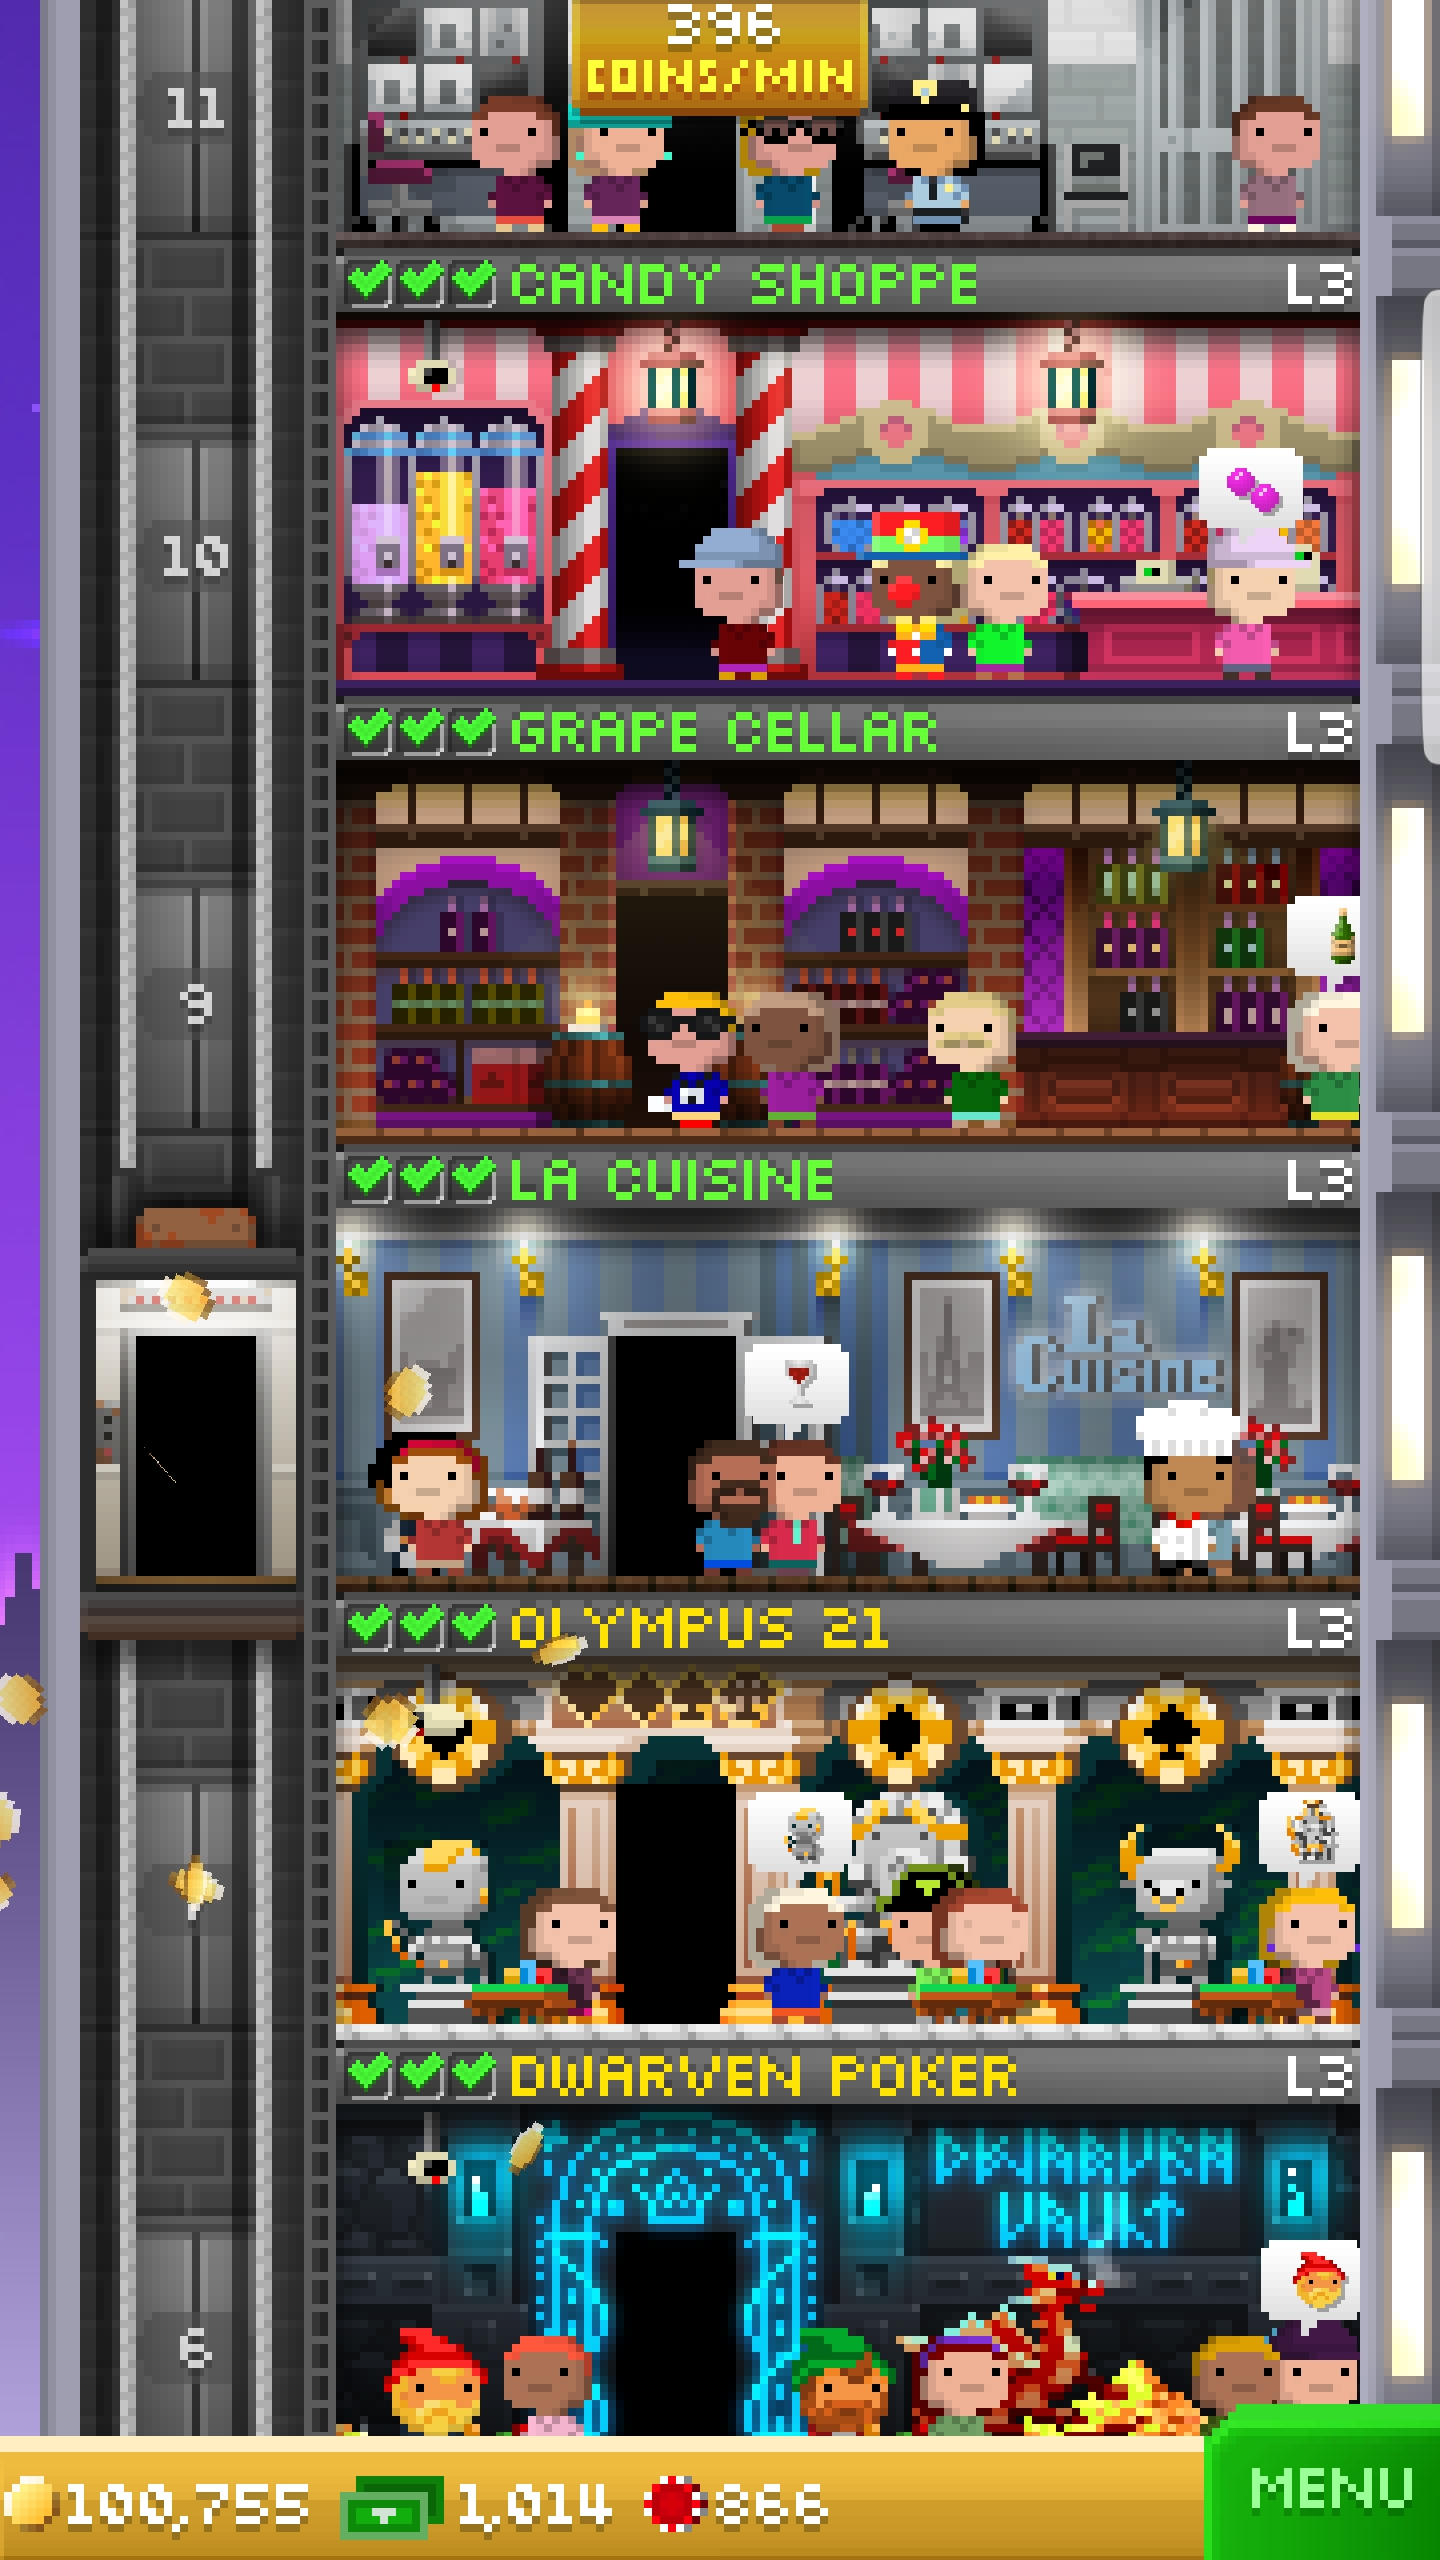 396
COINS/MIN
11
CANDY SHOPPE L3
10
GRAPE CELLAR L3
9
LA CUISINE L3
La
Cuisine
OLYMPUS 21 L3
DWARVEN POKER L3
DWARVEN
VAULT
6
100,755 1,014 866
MENU